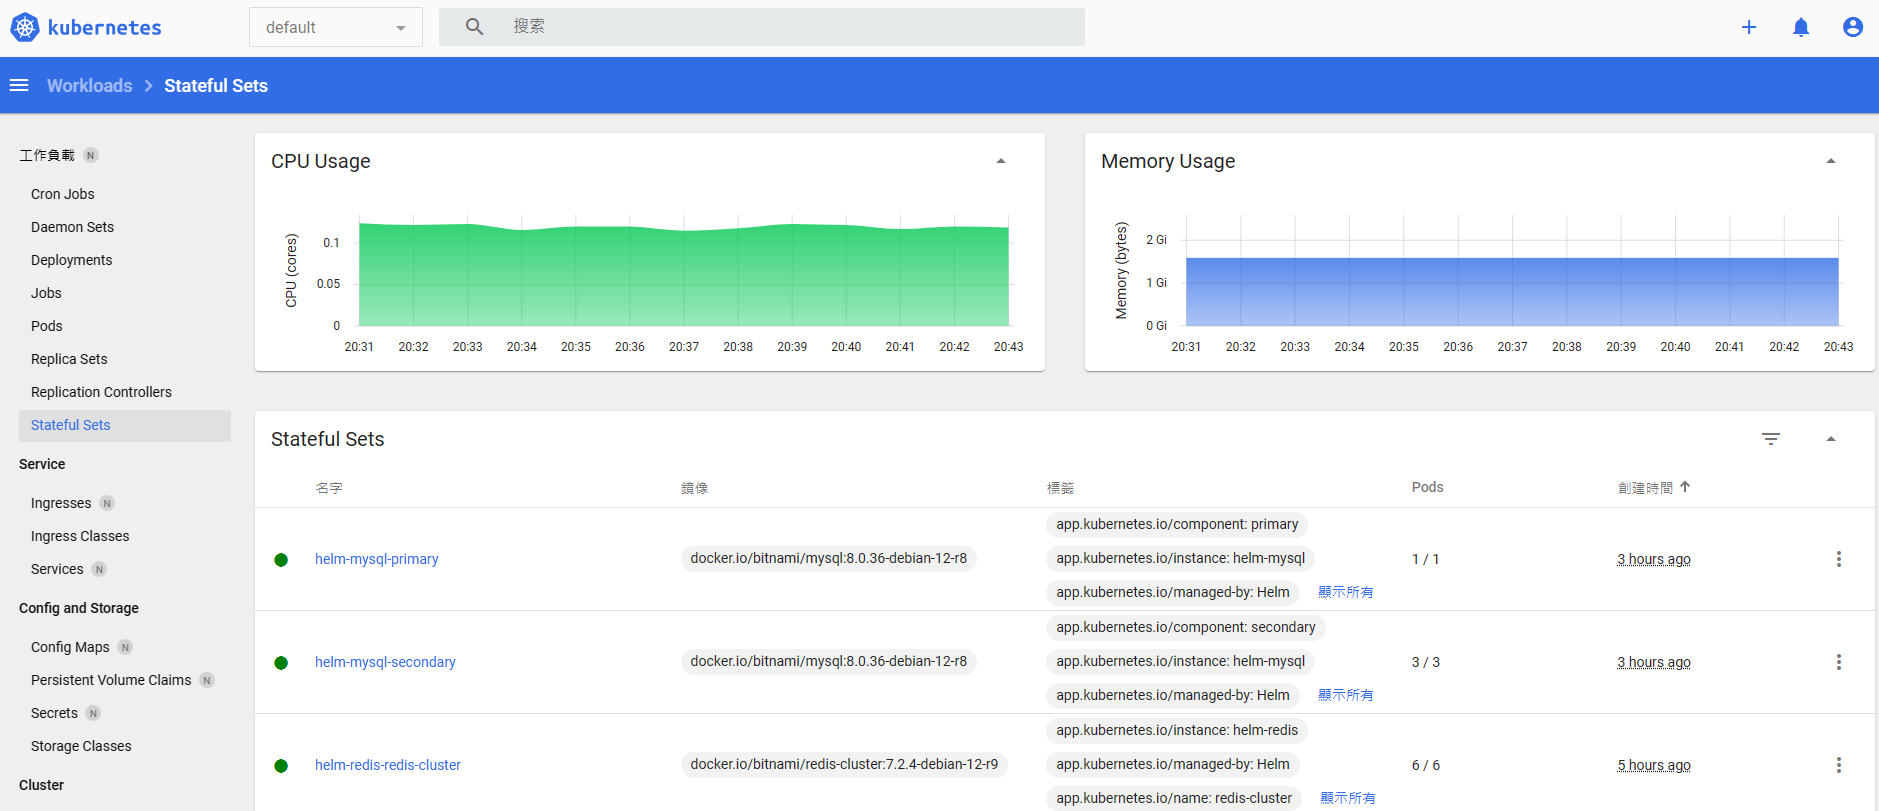 kubernetes
default
搜索
Workloads
Stateful Sets
工作負載 N
Cron Jobs
Daemon Sets
Deployments
Jobs
Pods
Replica Sets
Replication Controllers
Stateful Sets
Service
Ingresses N
Ingress Classes
Services N
Config and Storage
Config Maps N
Persistent Volume Claims N
Secrets N
Storage Classes
Cluster
CPU Usage
CPU (cores)
0.1
0.05
0
20:31 20:32 20:33 20:34 20:35 20:36 20:37 20:38 20:39 20:40 20:41 20:42 20:43
Memory Usage
Memory (bytes)
2 Gi
1 Gi
0 Gi
20:31 20:32 20:33 20:34 20:35 20:36 20:37 20:38 20:39 20:40 20:41 20:42 20:43
Stateful Sets
名字 鏡像 標籤 Pods 創建時間
helm-mysql-primary
docker.io/bitnami/mysql:8.0.36-debian-12-r8
app.kubernetes.io/component: primary
app.kubernetes.io/instance: helm-mysql
app.kubernetes.io/managed-by: Helm
顯示所有
1 / 1
3 hours ago
helm-mysql-secondary
docker.io/bitnami/mysql:8.0.36-debian-12-r8
app.kubernetes.io/component: secondary
app.kubernetes.io/instance: helm-mysql
app.kubernetes.io/managed-by: Helm
顯示所有
3 / 3
3 hours ago
helm-redis-redis-cluster
docker.io/bitnami/redis-cluster:7.2.4-debian-12-r9
app.kubernetes.io/instance: helm-redis
app.kubernetes.io/managed-by: Helm
app.kubernetes.io/name: redis-cluster
顯示所有
6 / 6
5 hours ago